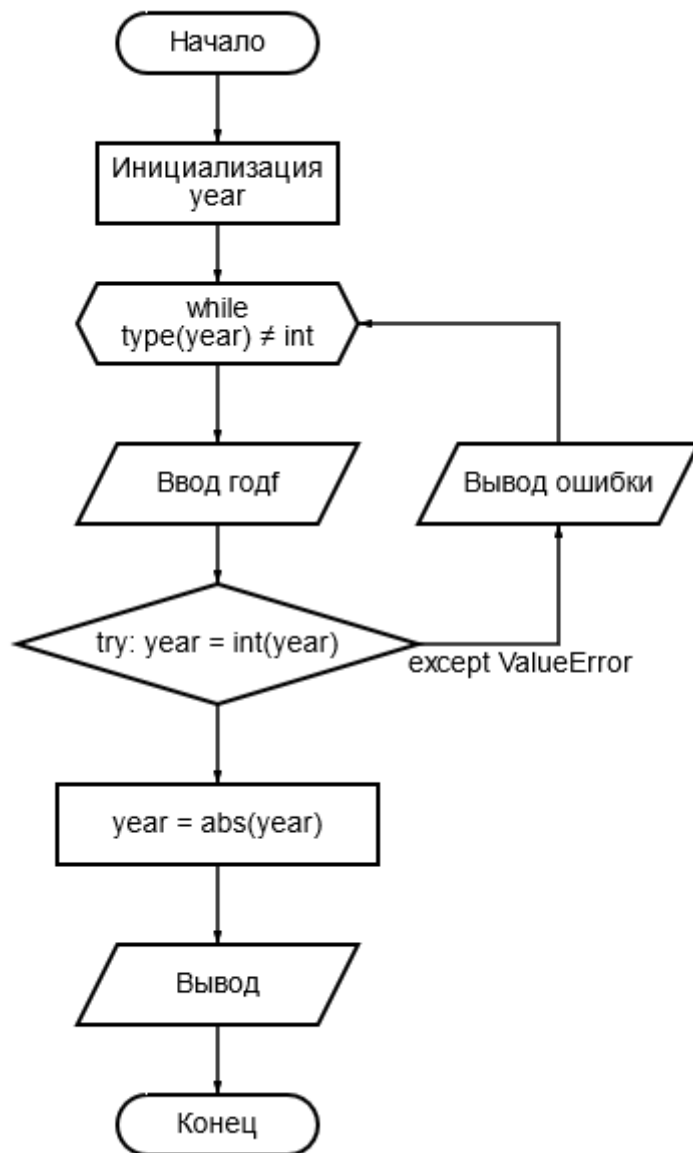 Начало
Инициализация
year
while
type(year) ≠ int
Ввод годf
Вывод ошибки
try: year = int(year)
except ValueError
year = abs(year)
Вывод
Конец